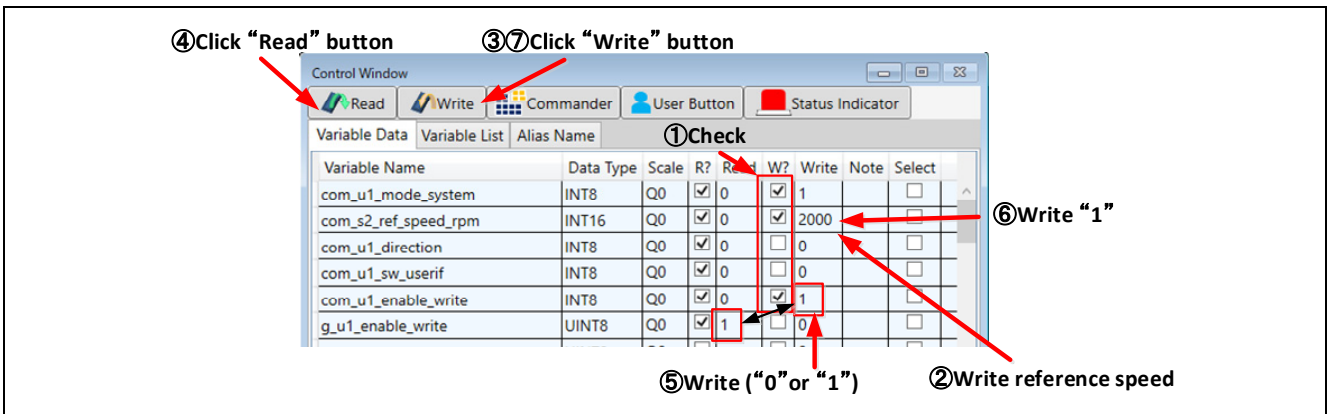 ④Click “Read” button ③⑦Click “Write” button
Control Window
Read Write Commander User Button Status Indicator
Variable Data Variable List Alias Name
①Check
Variable Name Data Type Scale R? Read W? Write Note Select
com_u1_mode_system INT8 Q0 0 1
com_s2_ref_speed_rpm INT16 Q0 0 2000
⑥Write “1”
com_u1_direction INT8 Q0 0 0
com_u1_sw_userif INT8 Q0 0 0
com_u1_enable_write INT8 Q0 0 1
g_u1_enable_write UINT8 Q0 1 0
⑤Write (“0”or “1”) ②Write reference speed